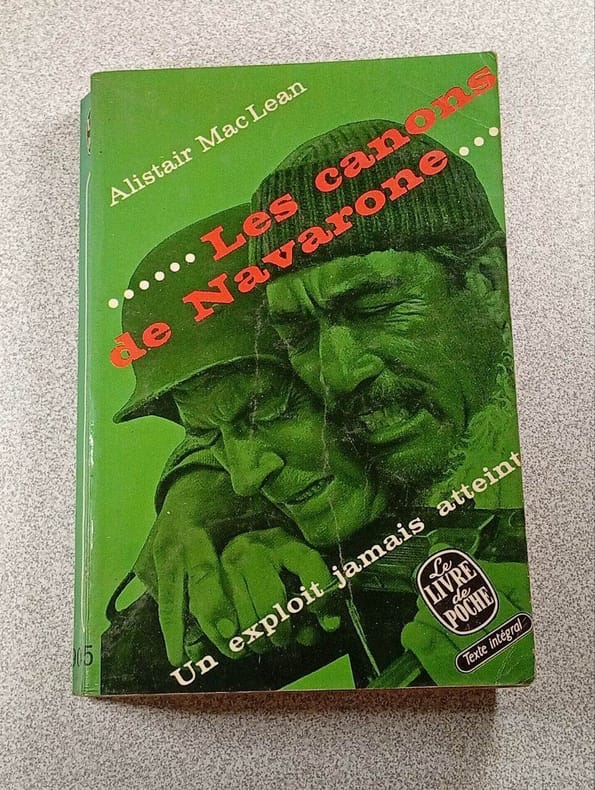 Alistair MacLean
......Les canons
de Navarone...
Un exploit jamais atteint
Le
LIVRE
de
POCHE
Texte intégral